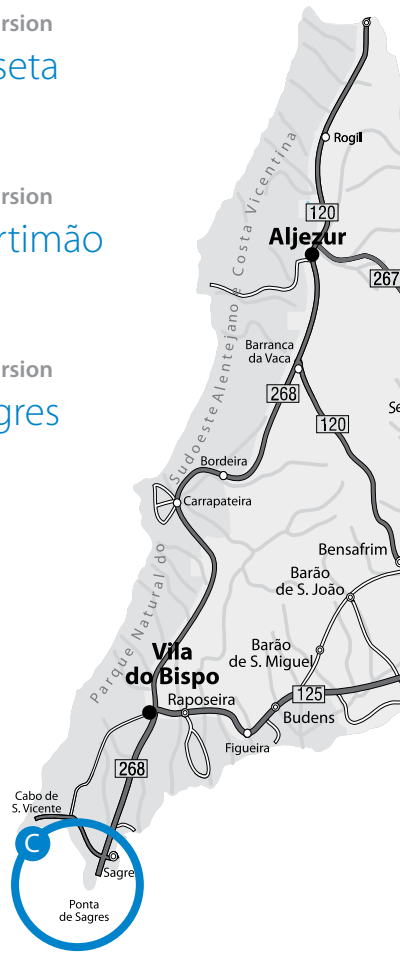 rsion
seta
rsion
rtimão
rsion
gres
Rogil
120
Aljezur
267
Barranca
da Vaca
268
120
Se
Parque Natural do Sudoeste Alentejano e Costa Vicentina
Bordeira
Carrapateira
Bensafrim
Barão
de S. João
Barão
de S. Miguel
Vila
do Bispo
Raposeira
125
Budens
Figueira
268
Cabo de
S. Vicente
C
Sagre
Ponta
de Sagres